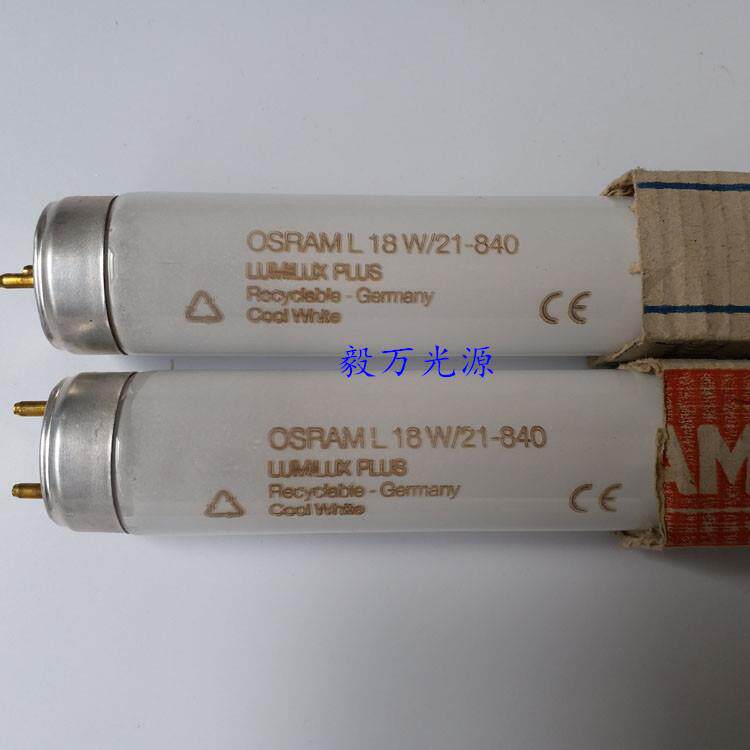 OSRAM L 18 W/21-840
LUMILUX PLUS
Recyclable - Germany
Cool White
CE
毅万光源
OSRAM L 18 W/21-840
LUMILUX PLUS
Recyclable - Germany
Cool White
CE
AM